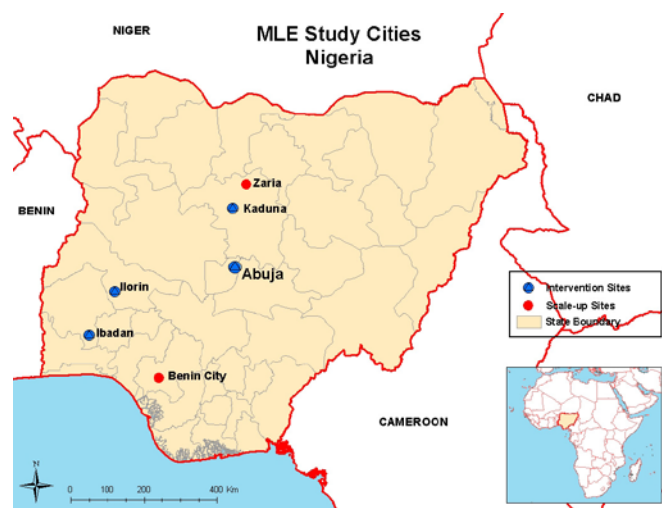 NIGER
MLE Study Cities
Nigeria
CHAD
Zaria
BENIN
Kaduna
Abuja
Ilorin
Intervention Sites
Scale-up Sites
State Boundary
Ibadan
Benin City
CAMEROON
N
0 100 200 400 Km